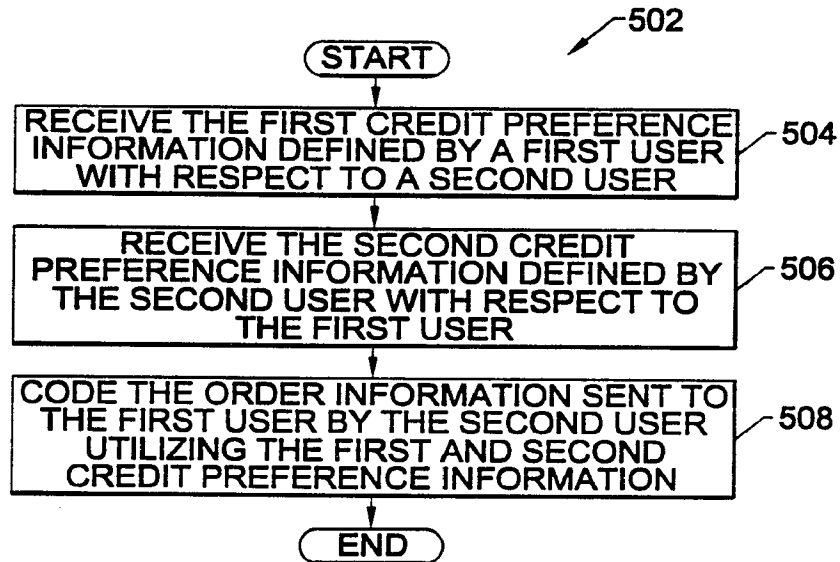 502
START
RECEIVE THE FIRST CREDIT PREFERENCE
INFORMATION DEFINED BY A FIRST USER
WITH RESPECT TO A SECOND USER
504
RECEIVE THE SECOND CREDIT
PREFERENCE INFORMATION DEFINED BY
THE SECOND USER WITH RESPECT TO
THE FIRST USER
506
CODE THE ORDER INFORMATION SENT TO
THE FIRST USER BY THE SECOND USER
UTILIZING THE FIRST AND SECOND
CREDIT PREFERENCE INFORMATION
508
END